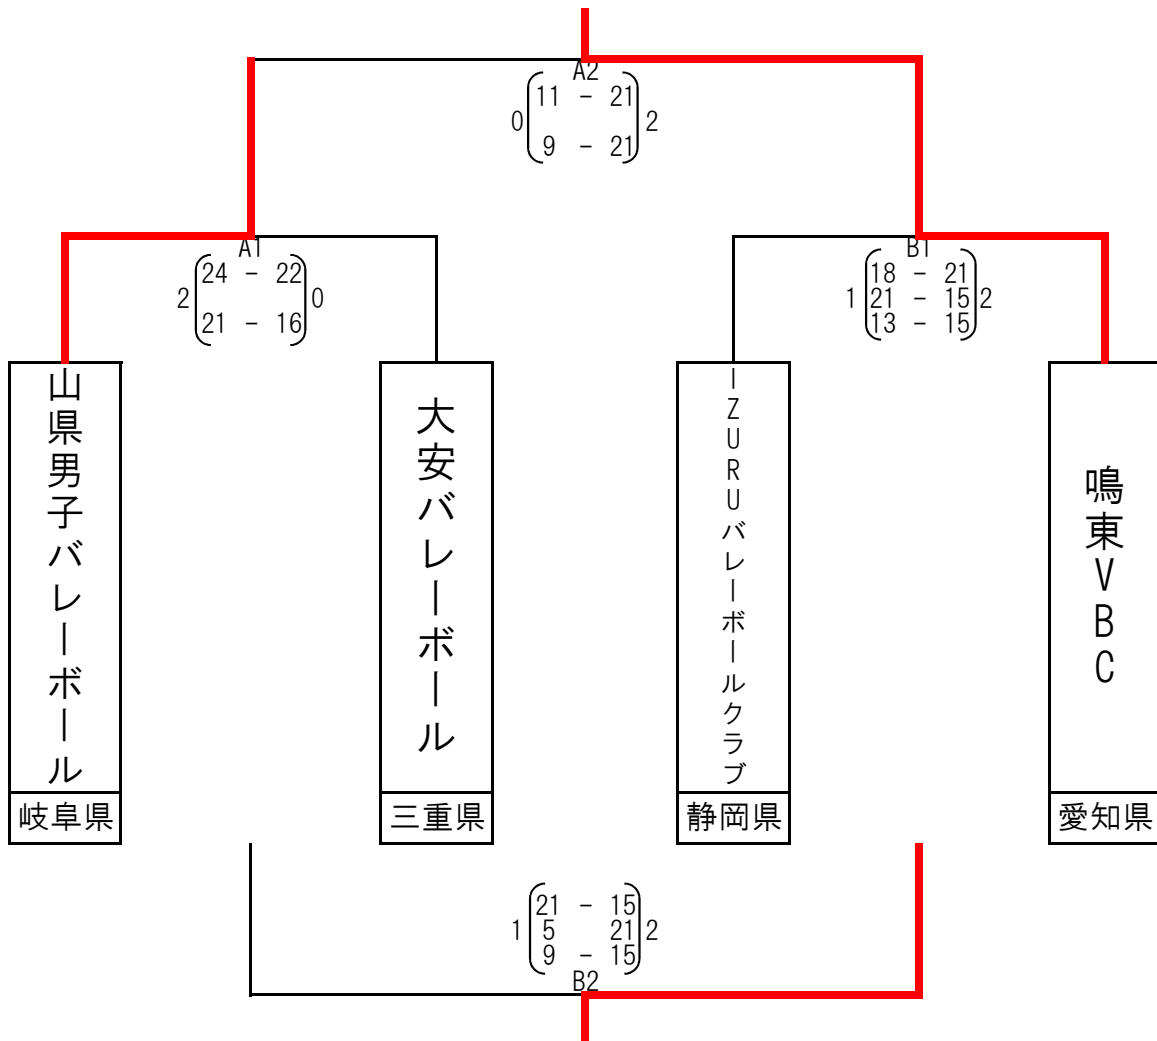 A2
11 - 21
0 2
9 - 21
A1
24 - 22
2 0
21 - 16
B1
18 - 21
1 21 - 15 2
13 - 15
山県男子バレーボール
大安バレーボール
IZURUバレーボールクラブ
鳴東VBC
岐阜県
三重県
静岡県
愛知県
21 - 15
1 5 21 2
9 - 15
B2